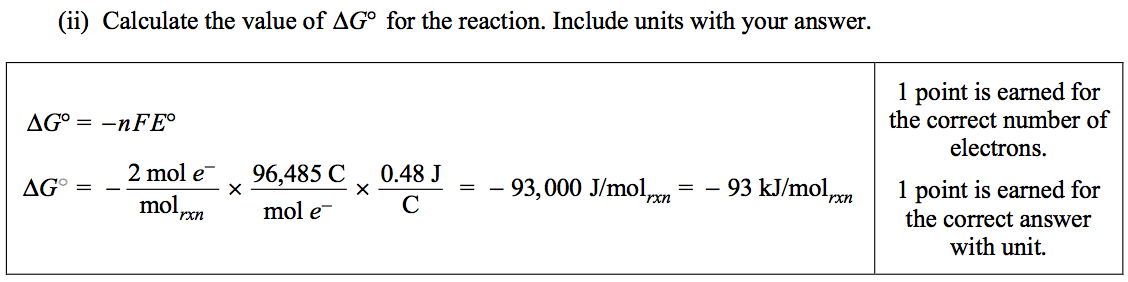 (ii) Calculate the value of ΔG° for the reaction. Include units with your answer.
ΔG° = −nFE°
ΔG° = − 2 mol e⁻ / mol_rxn × 96,485 C / mol e⁻ × 0.48 J / C = − 93,000 J/mol_rxn = − 93 kJ/mol_rxn
1 point is earned for
the correct number of
electrons.
1 point is earned for
the correct answer
with unit.